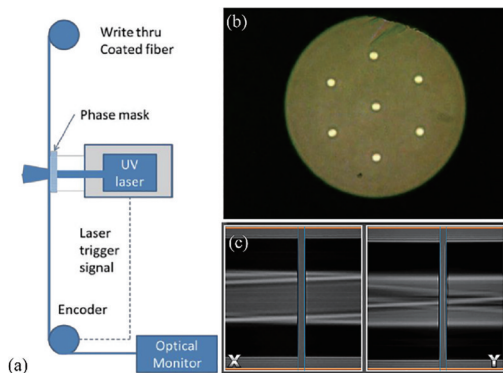 Write thru
Coated fiber
Phase mask
UV
laser
Laser
trigger
signal
Encoder
Optical
Monitor
(a)
(b)
(c)
X
Y